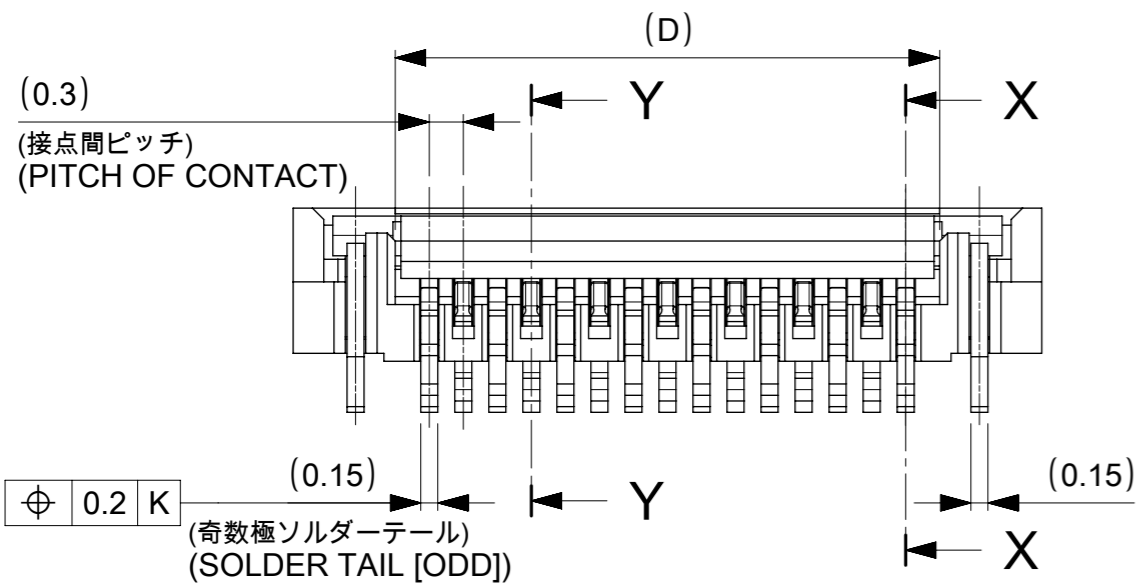 (D)
(0.3)
Y
X
(接点間ピッチ)
(PITCH OF CONTACT)
(0.15)
(0.15)
⌖ 0.2 K
Y
(奇数極ソルダーテール)
(SOLDER TAIL [ODD])
X